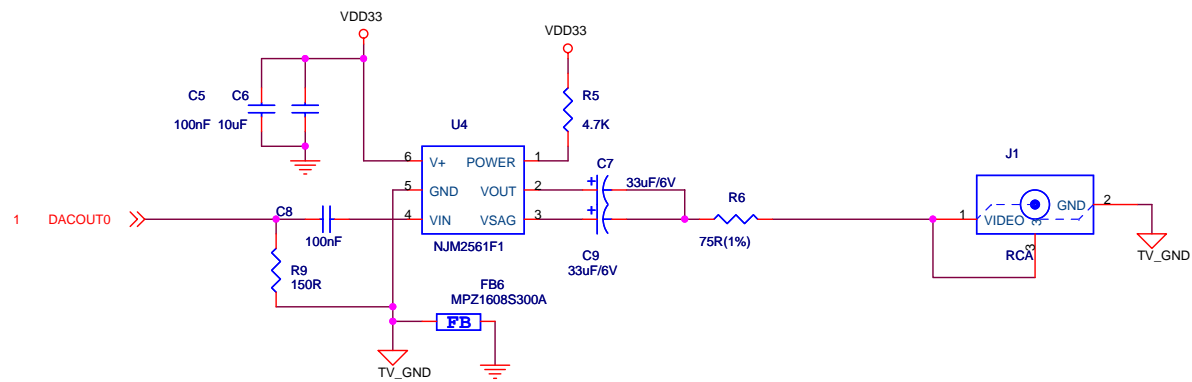 VDD33
VDD33
C5
C6
R5
100nF
10uF
4.7K
U4
C7
J1
6
V+
POWER
1
33uF/6V
R6
5
GND
VOUT
2
1
DACOUT0
C8
4
VIN
VSAG
3
1
VIDEO
3
GND
2
100nF
NJM2561F1
75R(1%)
3
RCA
TV_GND
C9
33uF/6V
R9
150R
FB6
MPZ1608S300A
FB
TV_GND